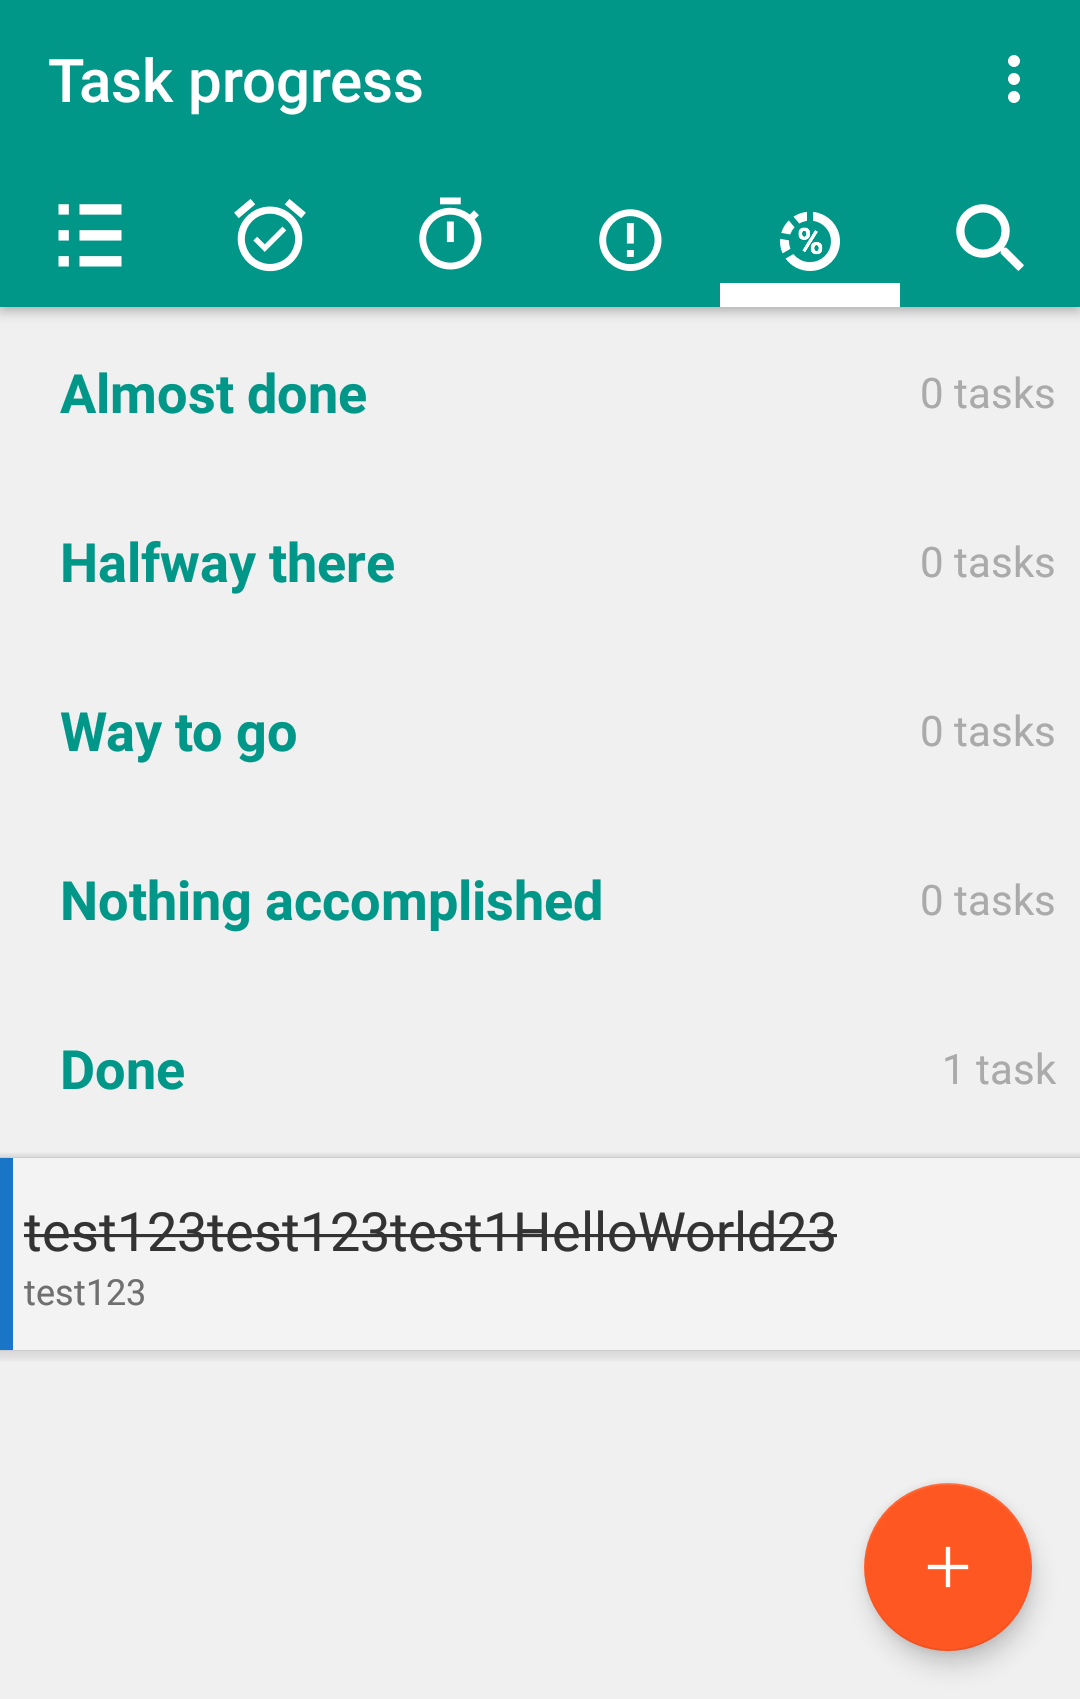 Task progress
%
Almost done
0 tasks
Halfway there
0 tasks
Way to go
0 tasks
Nothing accomplished
0 tasks
Done
1 task
test123test123test1HelloWorld23
test123